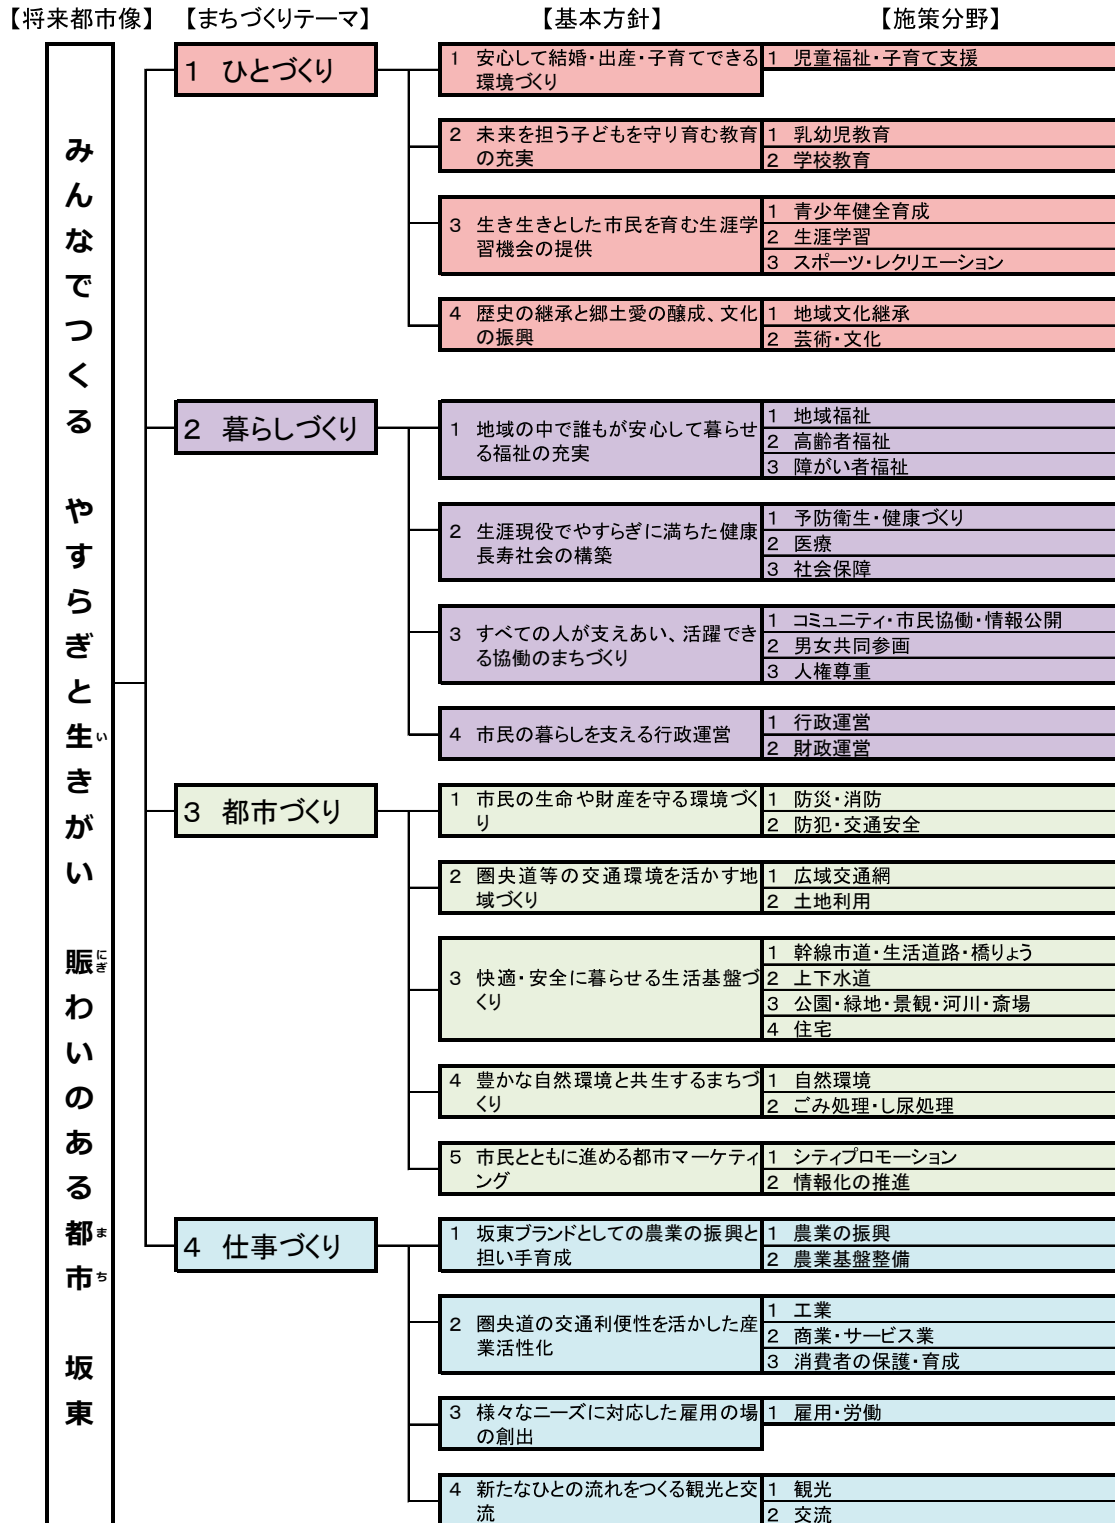 【将来都市像】 【まちづくりテーマ】 【基本方針】 【施策分野】
みんなでつくる やすらぎと生きがい 賑わいのある都市 坂東
い
にぎ
まち
1 ひとづくり
1 安心して結婚・出産・子育てできる
環境づくり
1 児童福祉・子育て支援
2 未来を担う子どもを守り育む教育
の充実
1 乳幼児教育
2 学校教育
3 生き生きとした市民を育む生涯学
習機会の提供
1 青少年健全育成
2 生涯学習
3 スポーツ・レクリエーション
4 歴史の継承と郷土愛の醸成、文化
の振興
1 地域文化継承
2 芸術・文化
2 暮らしづくり
1 地域の中で誰もが安心して暮らせ
る福祉の充実
1 地域福祉
2 高齢者福祉
3 障がい者福祉
2 生涯現役でやすらぎに満ちた健康
長寿社会の構築
1 予防衛生・健康づくり
2 医療
3 社会保障
3 すべての人が支えあい、活躍でき
る協働のまちづくり
1 コミュニティ・市民協働・情報公開
2 男女共同参画
3 人権尊重
4 市民の暮らしを支える行政運営
1 行政運営
2 財政運営
3 都市づくり
1 市民の生命や財産を守る環境づく
り
1 防災・消防
2 防犯・交通安全
2 圏央道等の交通環境を活かす地
域づくり
1 広域交通網
2 土地利用
3 快適・安全に暮らせる生活基盤づ
くり
1 幹線市道・生活道路・橋りょう
2 上下水道
3 公園・緑地・景観・河川・斎場
4 住宅
4 豊かな自然環境と共生するまちづ
くり
1 自然環境
2 ごみ処理・し尿処理
5 市民とともに進める都市マーケティ
ング
1 シティプロモーション
2 情報化の推進
4 仕事づくり
1 坂東ブランドとしての農業の振興と
担い手育成
1 農業の振興
2 農業基盤整備
2 圏央道の交通利便性を活かした産
業活性化
1 工業
2 商業・サービス業
3 消費者の保護・育成
3 様々なニーズに対応した雇用の場
の創出
1 雇用・労働
4 新たなひとの流れをつくる観光と交
流
1 観光
2 交流